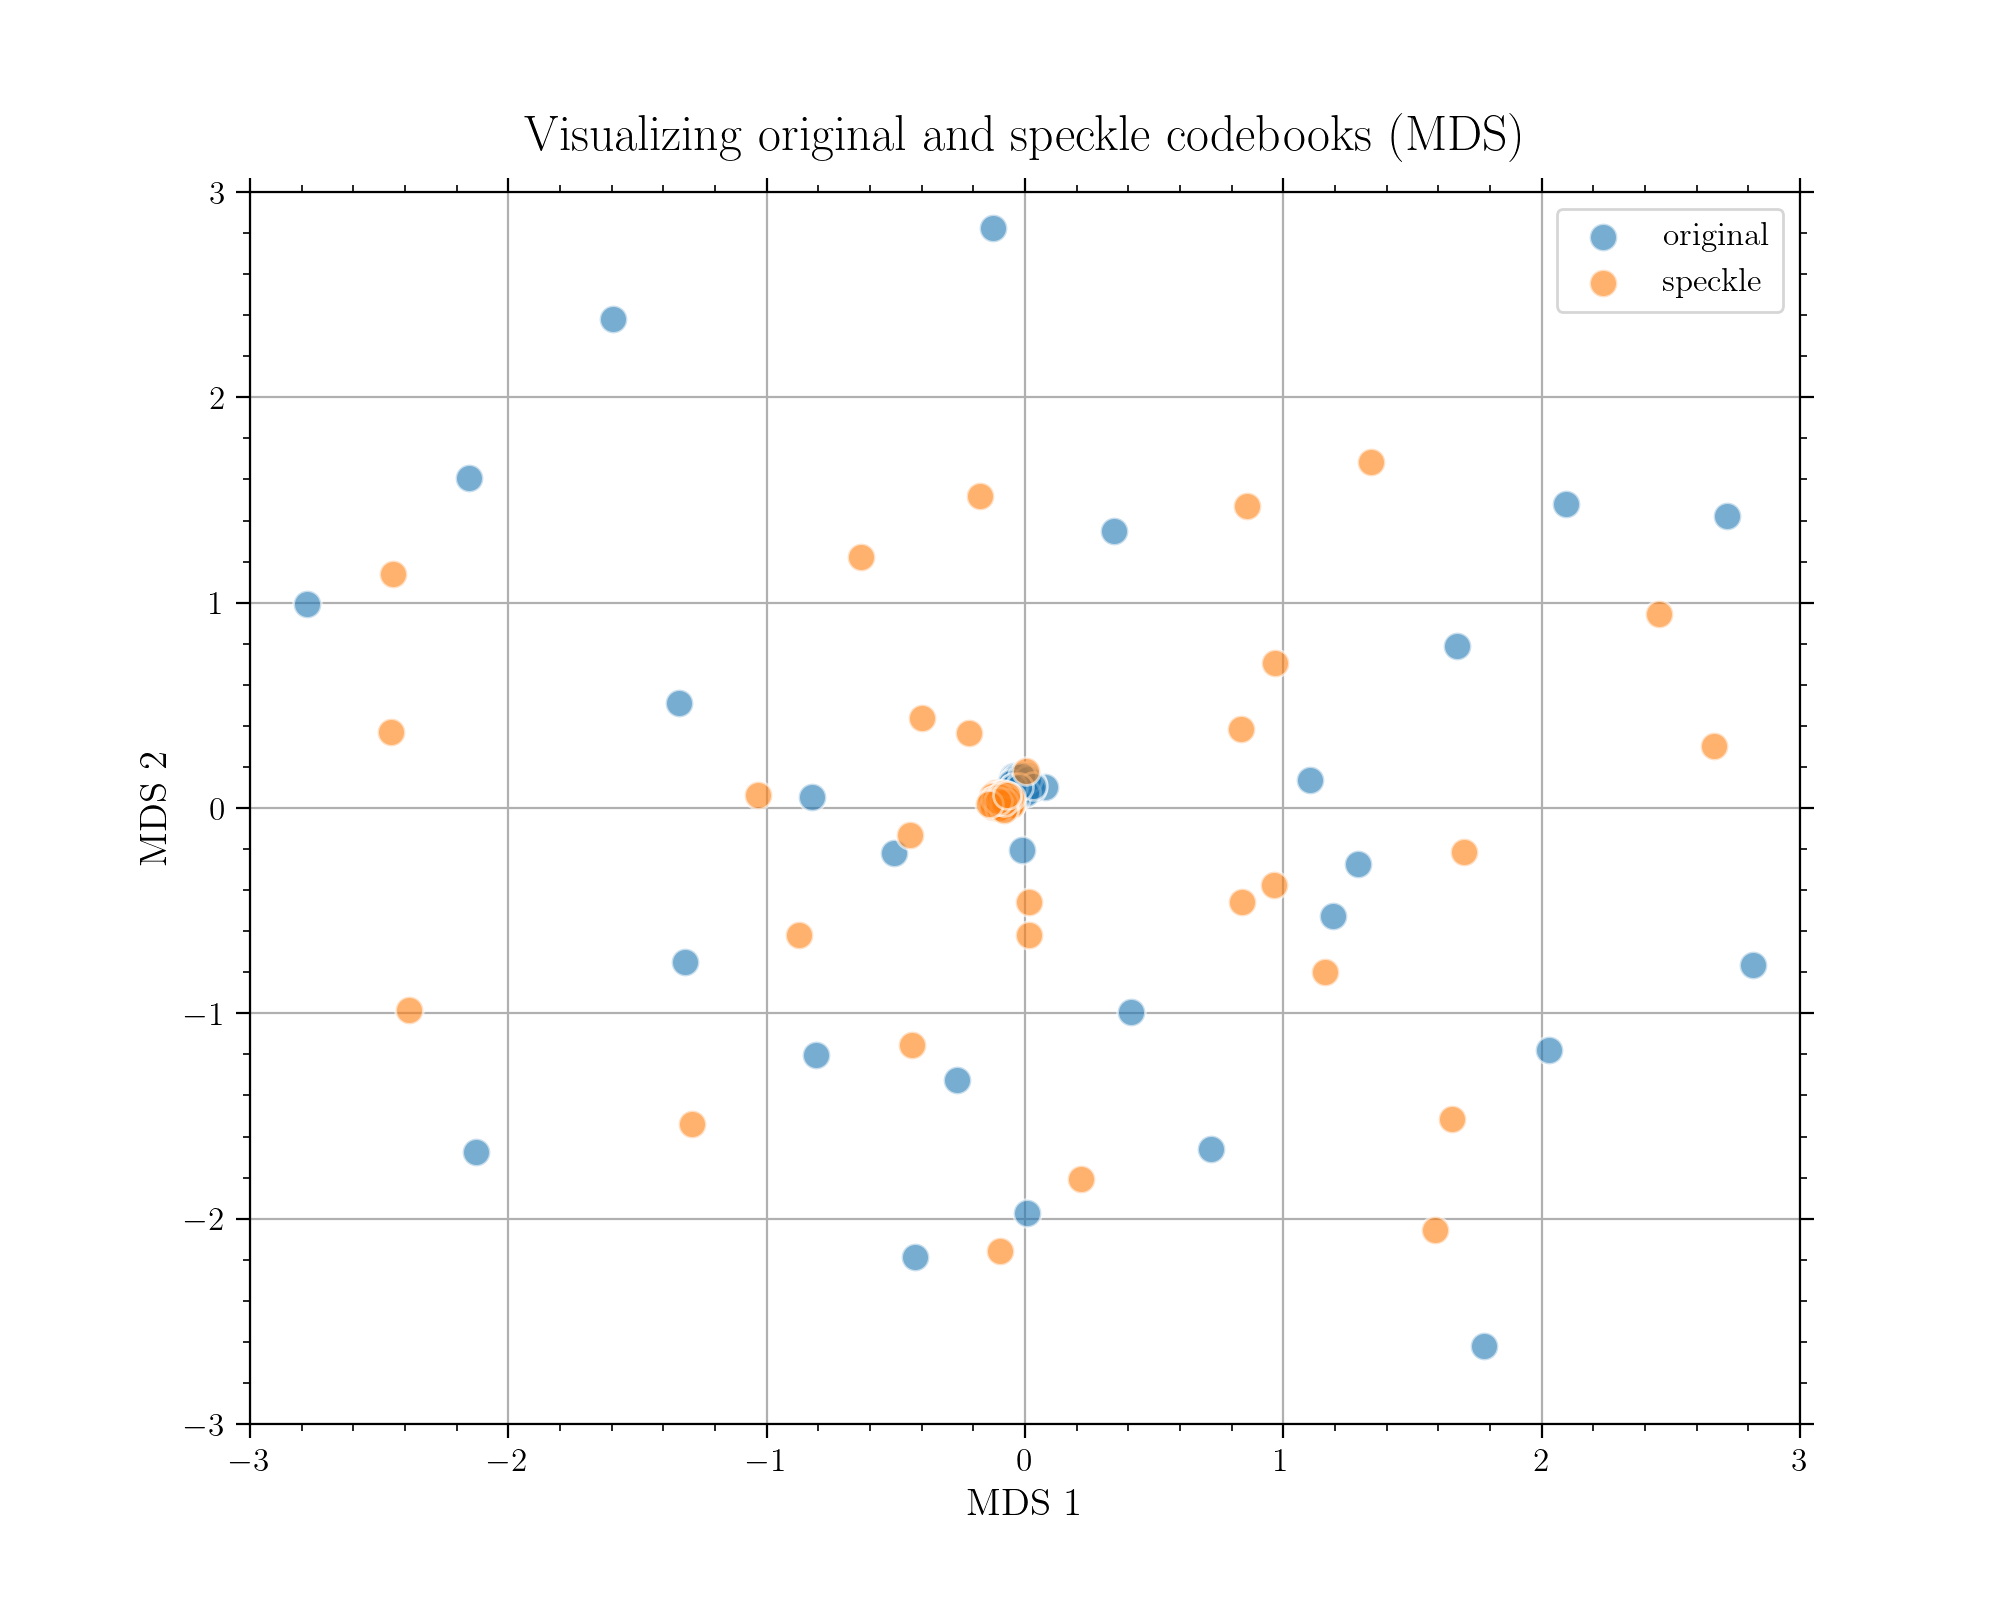 Visualizing original and speckle codebooks (MDS)
original
speckle
3
2
1
0
−1
−2
−3
MDS 2
−3
−2
−1
0
1
2
3
MDS 1